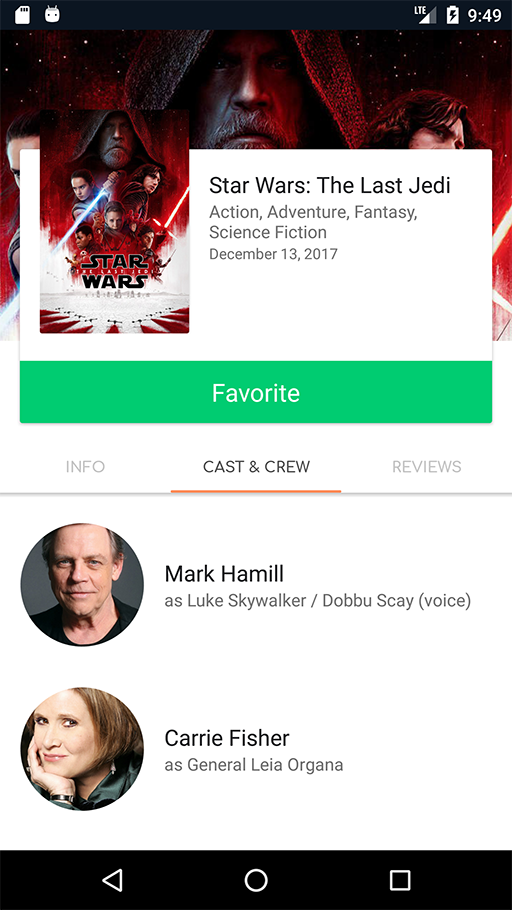 LTE
9:49
Star Wars: The Last Jedi
Action, Adventure, Fantasy,
Science Fiction
December 13, 2017
STAR
THE LAST JEDI
WARS
Favorite
INFO
CAST & CREW
REVIEWS
Mark Hamill
as Luke Skywalker / Dobbu Scay (voice)
Carrie Fisher
as General Leia Organa